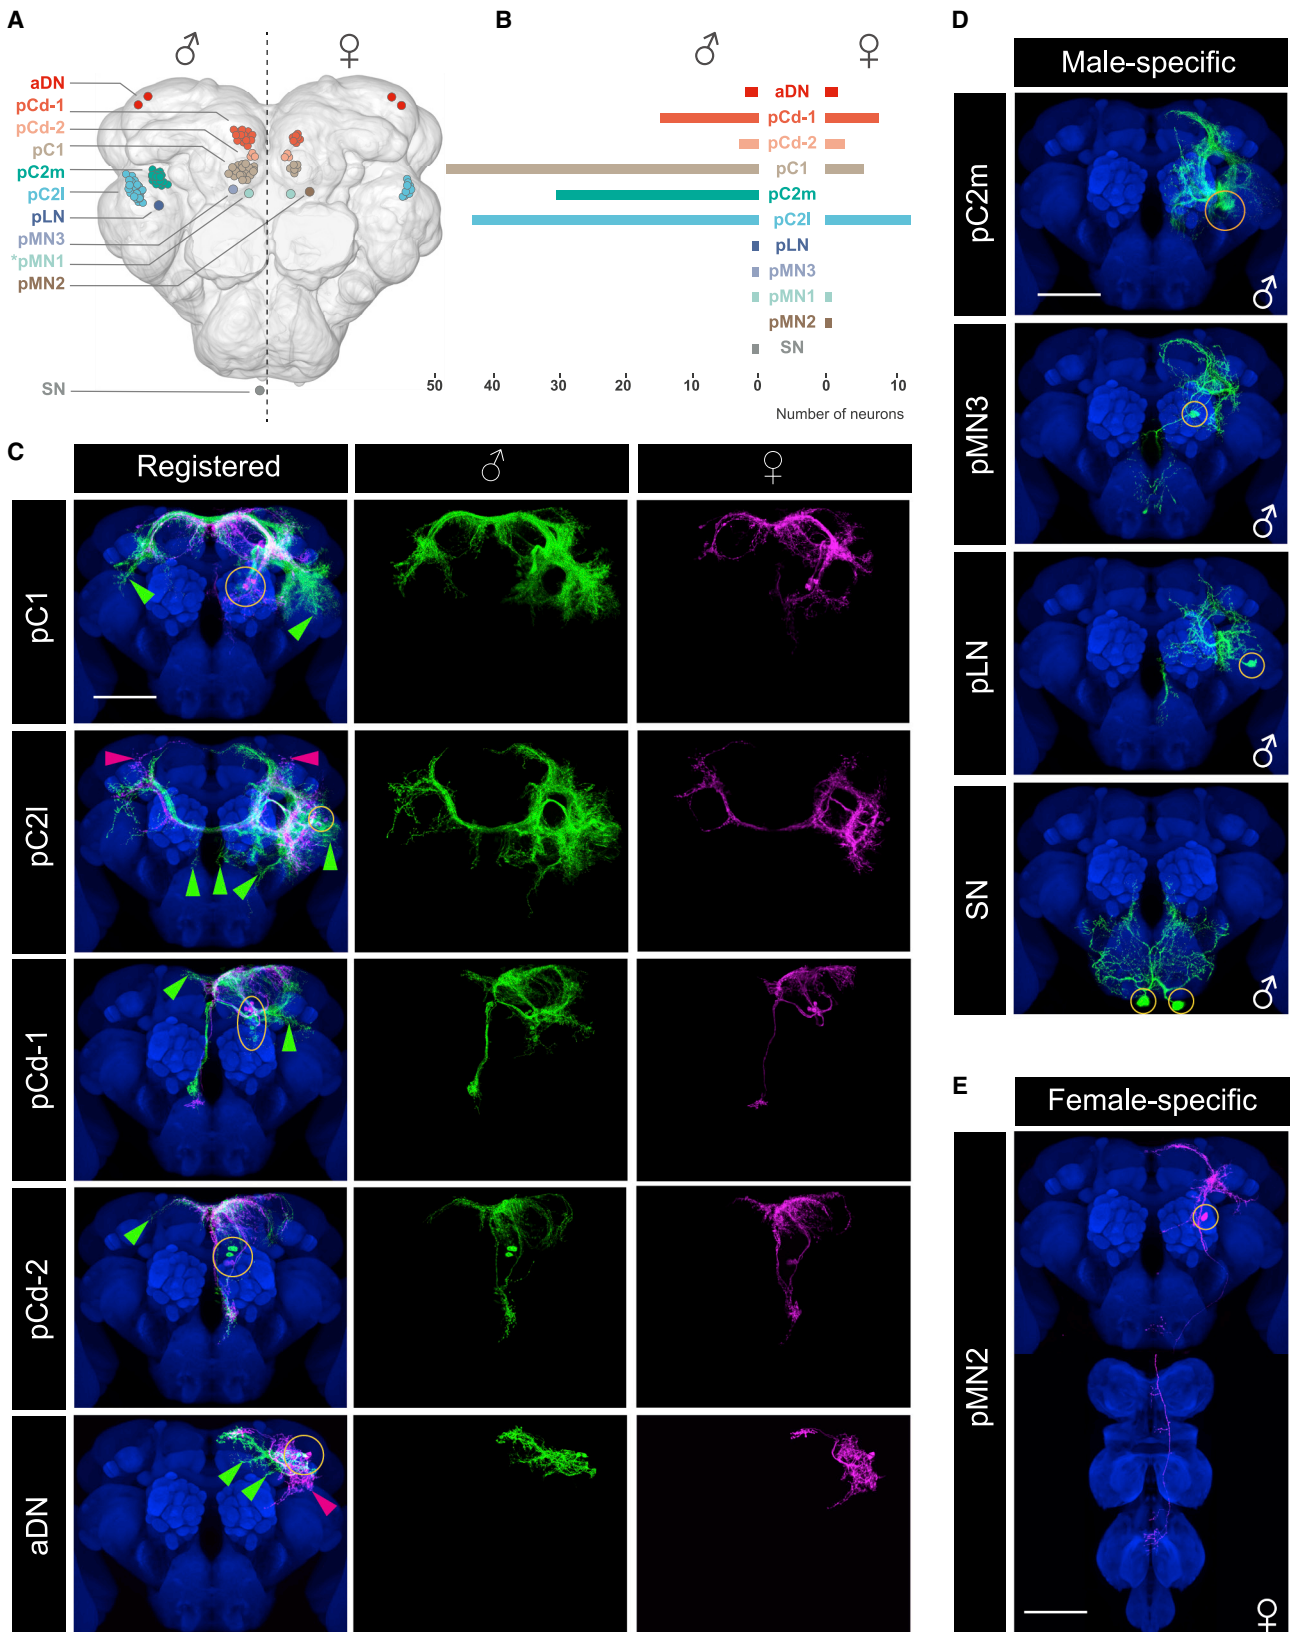 A
♂
♀
aDN
pCd-1
pCd-2
pC1
pC2m
pC2l
pLN
pMN3
*pMN1
pMN2
SN
B
♂
♀
aDN
pCd-1
pCd-2
pC1
pC2m
pC2l
pLN
pMN3
pMN1
pMN2
SN
50 40 30 20 10 0 0 10
Number of neurons
C
Registered
♂
♀
pC1
pC2l
pCd-1
pCd-2
aDN
D
Male-specific
pC2m
♂
pMN3
♂
pLN
♂
SN
♂
E
Female-specific
pMN2
♀